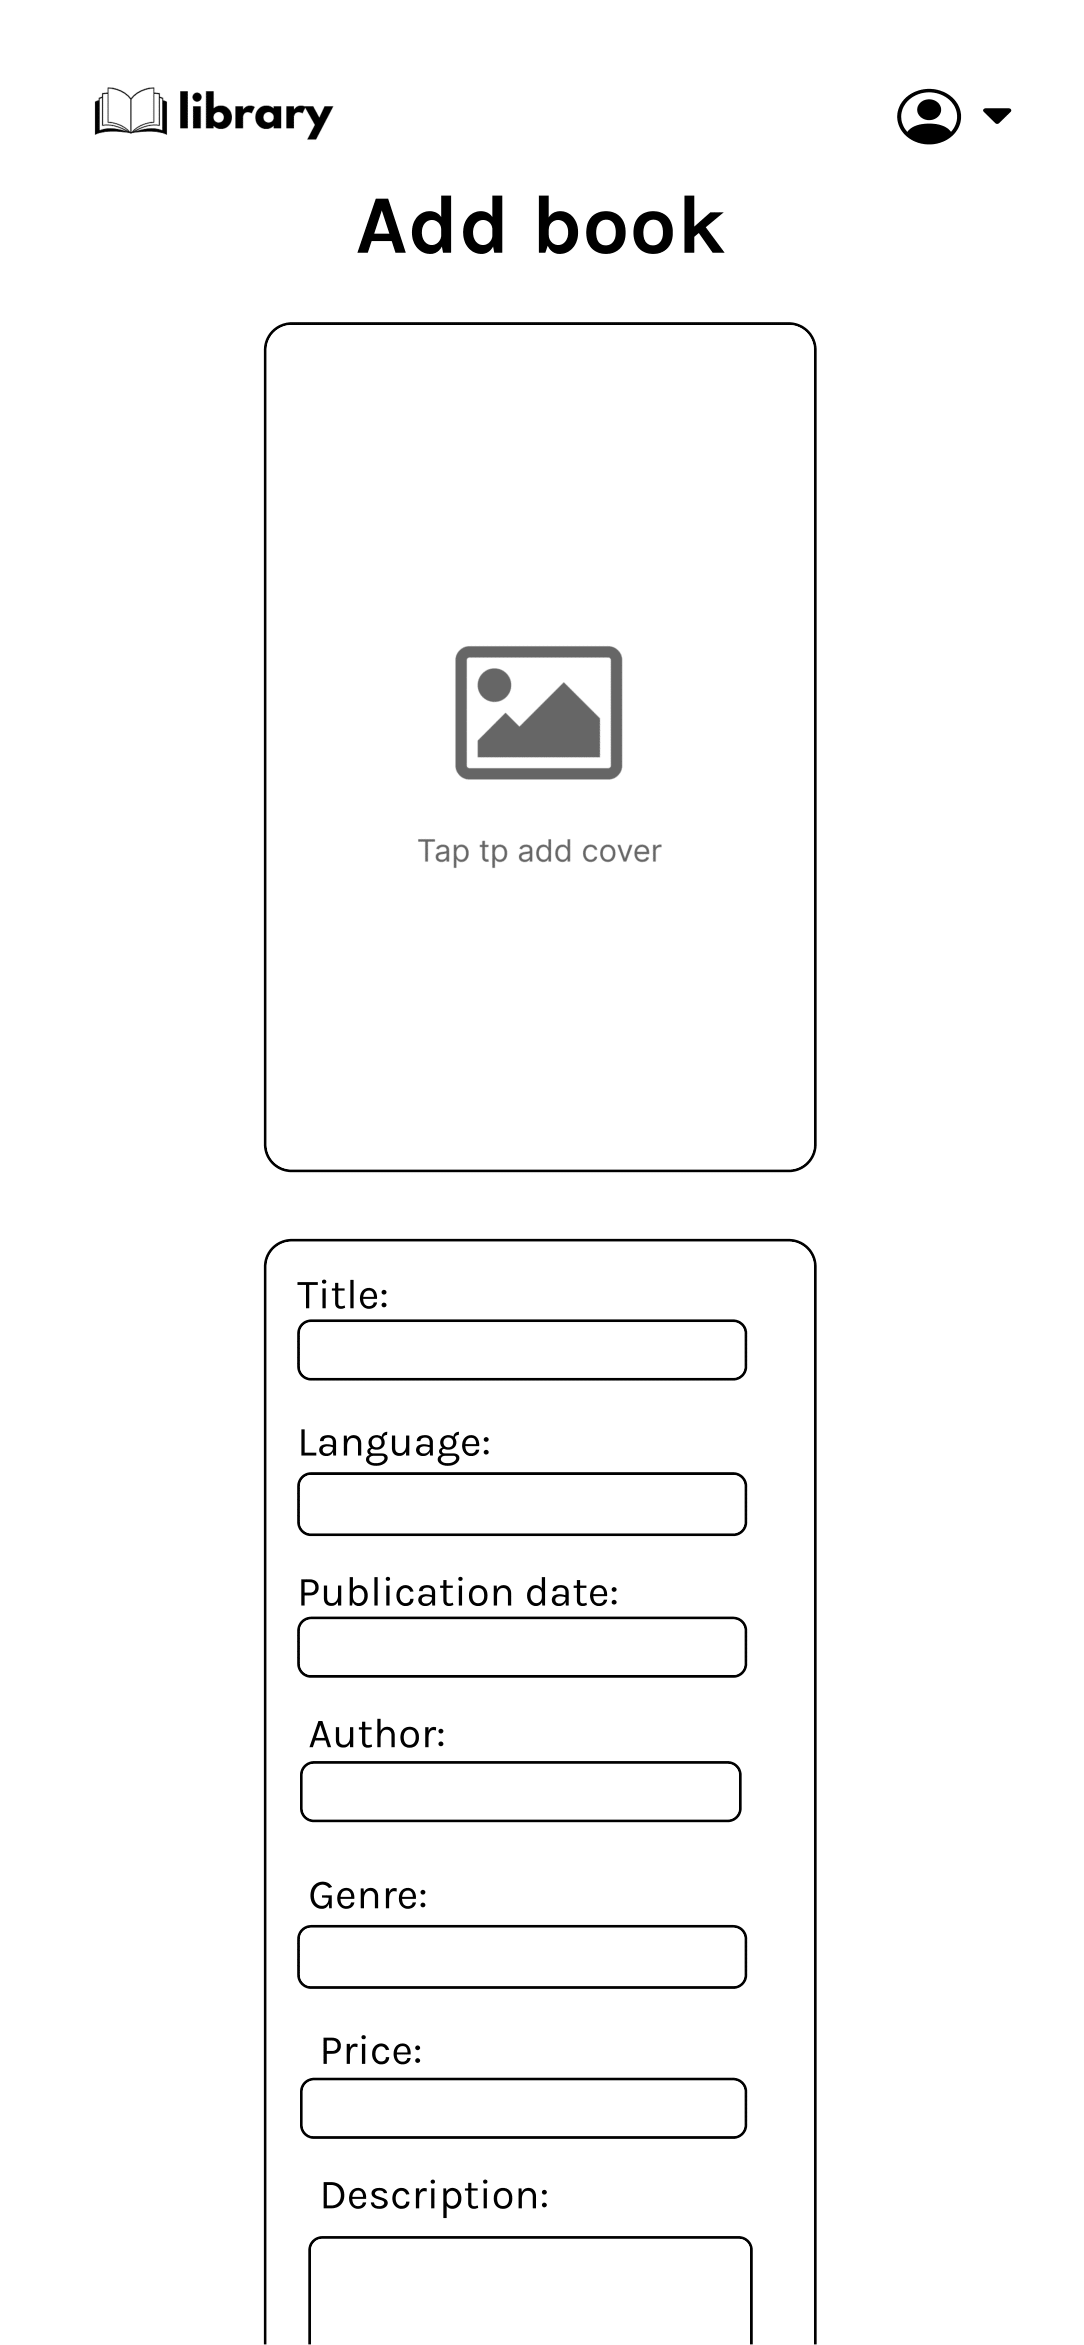 library
Add book
Tap tp add cover
Title:
Language:
Publication date:
Author:
Genre:
Price:
Description: